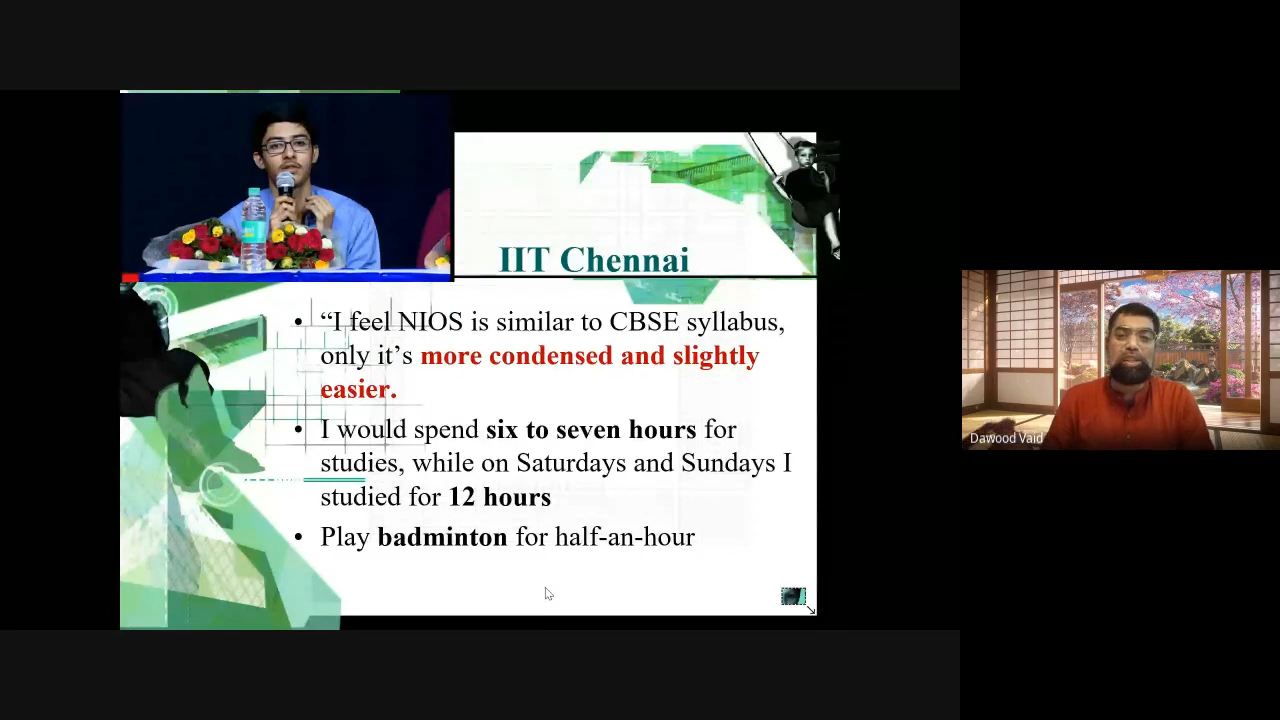 IIT Chennai
• “I feel NIOS is similar to CBSE syllabus,
only it’s more condensed and slightly
easier.
• I would spend six to seven hours for
studies, while on Saturdays and Sundays I
studied for 12 hours
• Play badminton for half-an-hour
Dawood Vaid